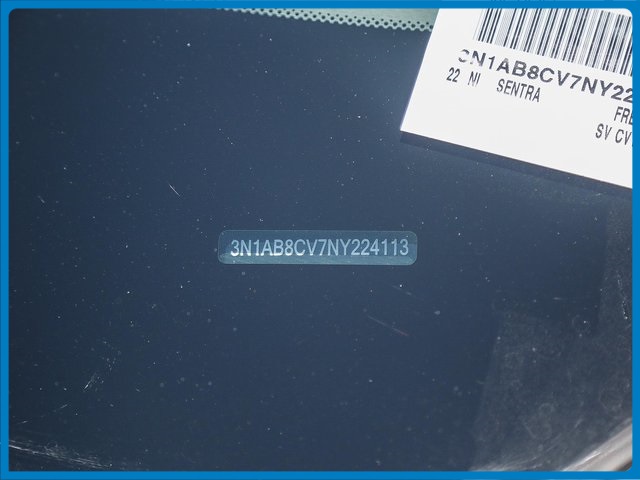 3N1AB8CV7NY22
22 NI SENTRA
FRE
SV CV
3N1AB8CV7NY224113